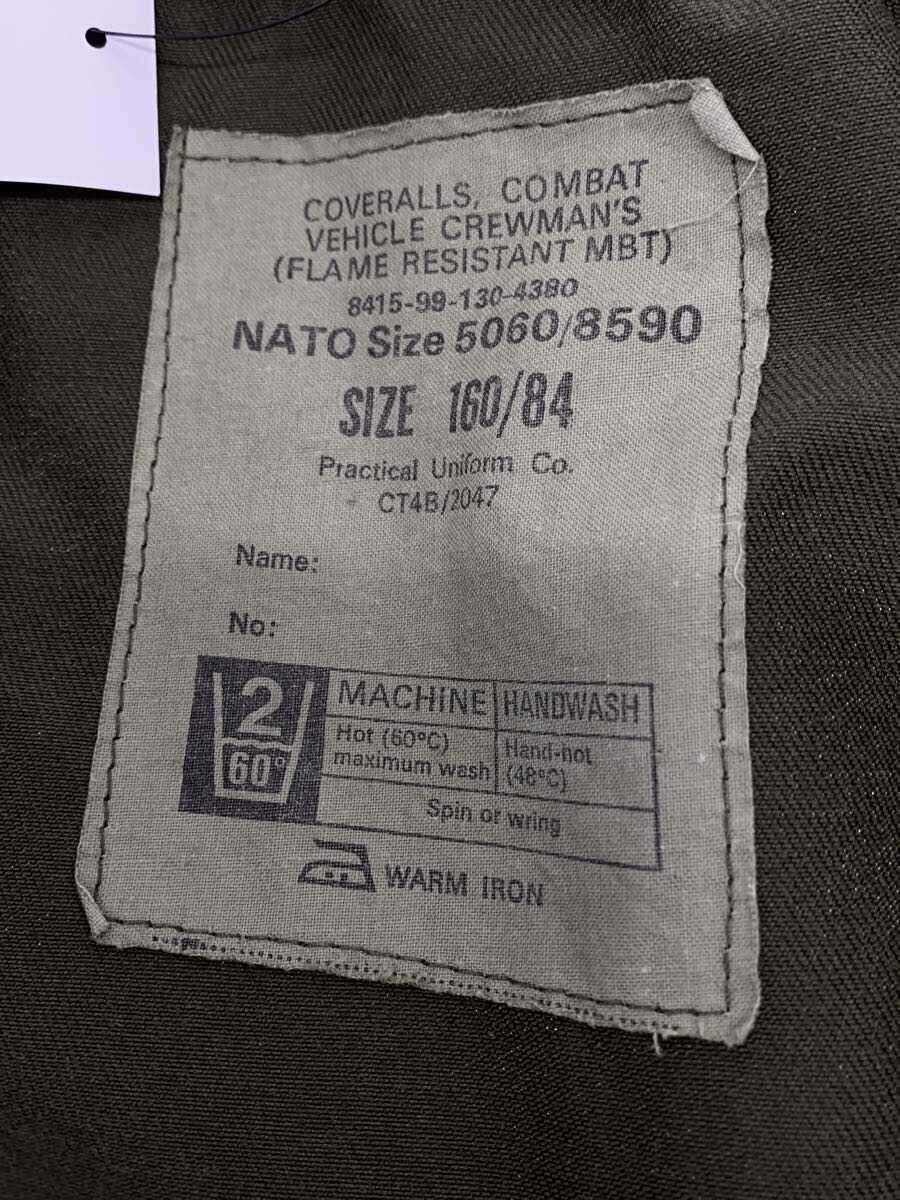 COVERALLS, COMBAT
VEHICLE CREWMAN'S
(FLAME RESISTANT MBT)
8415-99-130-4380
NATO Size 5060/8590
SIZE 160/84
Practical Uniform Co.
CT4B/2047
Name:
No:
2
60°
MACHINE HANDWASH
Hot (60°C)
maximum wash
Hand-hot
(48°C)
Spin or wring
WARM IRON